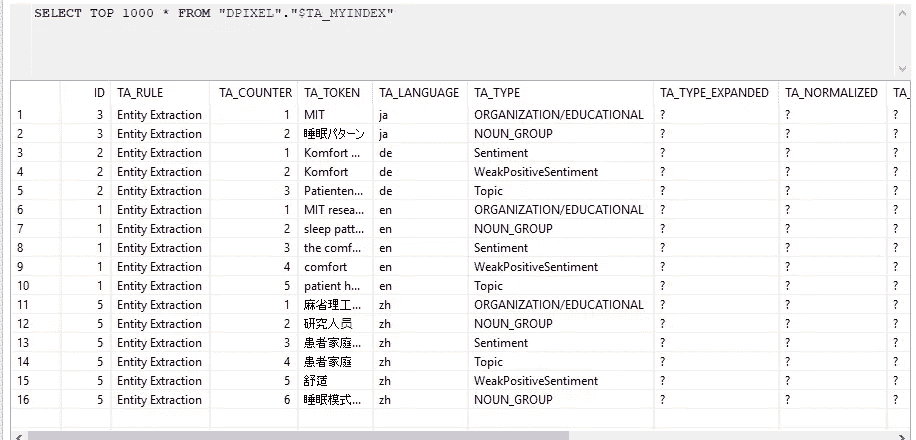 SELECT TOP 1000 * FROM "DPIXEL"."$TA_MYINDEX"
ID TA_RULE TA_COUNTER TA_TOKEN TA_LANGUAGE TA_TYPE TA_TYPE_EXPANDED TA_NORMALIZED TA_
1 3 Entity Extraction 1 MIT ja ORGANIZATION/EDUCATIONAL ? ? ?
2 3 Entity Extraction 2 睡眠パターン ja NOUN_GROUP ? ? ?
3 2 Entity Extraction 1 Komfort ... de Sentiment ? ? ?
4 2 Entity Extraction 2 Komfort de WeakPositiveSentiment ? ? ?
5 2 Entity Extraction 3 Patienten... de Topic ? ? ?
6 1 Entity Extraction 1 MIT resea... en ORGANIZATION/EDUCATIONAL ? ? ?
7 1 Entity Extraction 2 sleep patt... en NOUN_GROUP ? ? ?
8 1 Entity Extraction 3 the comf... en Sentiment ? ? ?
9 1 Entity Extraction 4 comfort en WeakPositiveSentiment ? ? ?
10 1 Entity Extraction 5 patient h... en Topic ? ? ?
11 5 Entity Extraction 1 麻省理工... zh ORGANIZATION/EDUCATIONAL ? ? ?
12 5 Entity Extraction 2 研究人员 zh NOUN_GROUP ? ? ?
13 5 Entity Extraction 3 患者家庭... zh Sentiment ? ? ?
14 5 Entity Extraction 4 患者家庭 zh Topic ? ? ?
15 5 Entity Extraction 5 舒适 zh WeakPositiveSentiment ? ? ?
16 5 Entity Extraction 6 睡眠模式... zh NOUN_GROUP ? ? ?